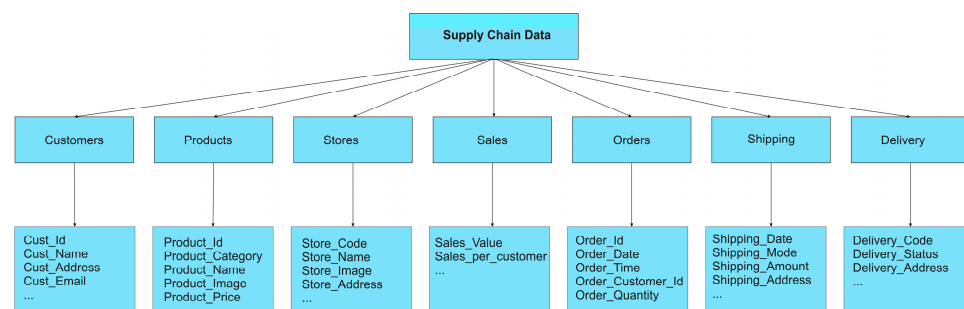 Supply Chain Data
Customers
Products
Stores
Sales
Orders
Shipping
Delivery
Cust_Id
Cust_Name
Cust_Address
Cust_Email
...
Product_Id
Product_Category
Product_Name
Product_Image
Product_Price
Store_Code
Store_Name
Store_Image
Store_Address
...
Sales_Value
Sales_per_customer
...
Order_Id
Order_Date
Order_Time
Order_Customer_Id
Order_Quantity
Shipping_Date
Shipping_Mode
Shipping_Amount
Shipping_Address
...
Delivery_Code
Delivery_Status
Delivery_Address
...